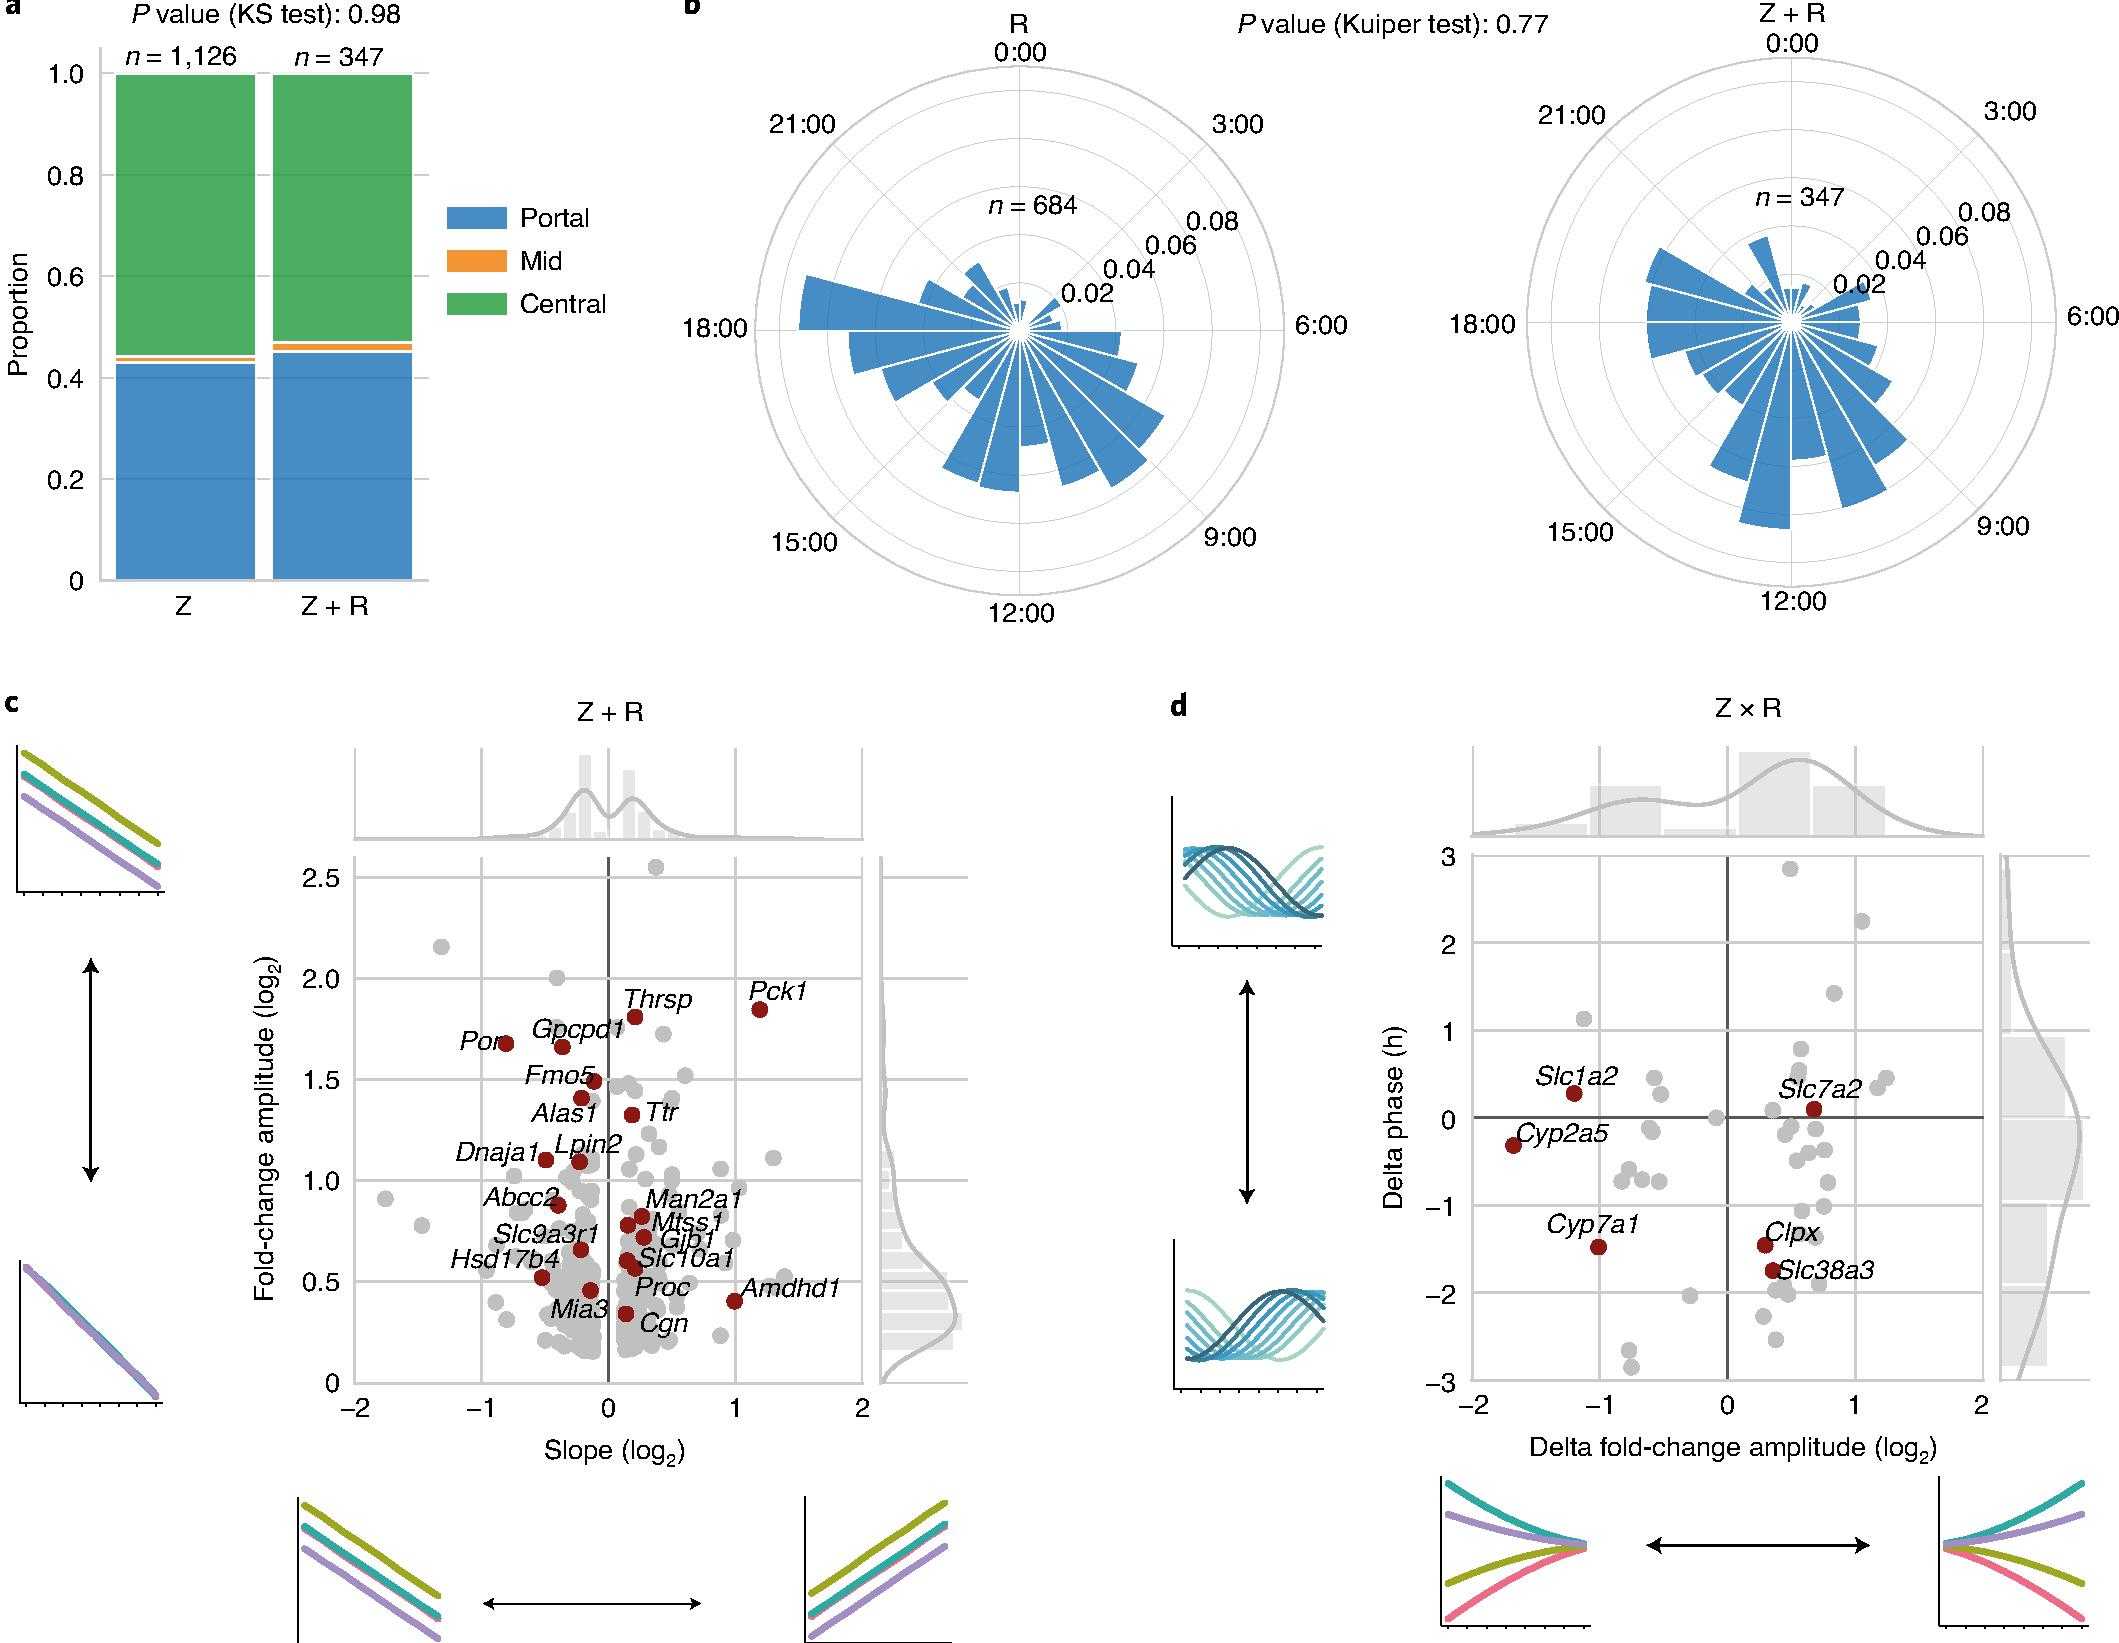 a
P value (KS test): 0.98
n = 1,126
n = 347
1.0
0.8
0.6
0.4
0.2
0
Proportion
Z
Z + R
Portal
Mid
Central
b
P value (Kuiper test): 0.77
R
0:00
3:00
6:00
9:00
12:00
15:00
18:00
21:00
n = 684
0.02
0.04
0.06
0.08
Z + R
0:00
3:00
6:00
9:00
12:00
15:00
18:00
21:00
n = 347
0.02
0.04
0.06
0.08
c
Z + R
Fold-change amplitude (log2)
2.5
2.0
1.5
1.0
0.5
0
Pck1
Thrsp
Gpcpd1
Por
Fmo5
Alas1
Ttr
Lpin2
Dnaja1
Abcc2
Man2a1
Mtss1
Slc9a3r1
Gjb1
Hsd17b4
Slc10a1
Proc
Amdhd1
Mia3
Cgn
−2
−1
0
1
2
Slope (log2)
d
Z × R
Delta phase (h)
3
2
1
0
−1
−2
−3
Slc1a2
Slc7a2
Cyp2a5
Cyp7a1
Clpx
Slc38a3
−2
−1
0
1
2
Delta fold-change amplitude (log2)